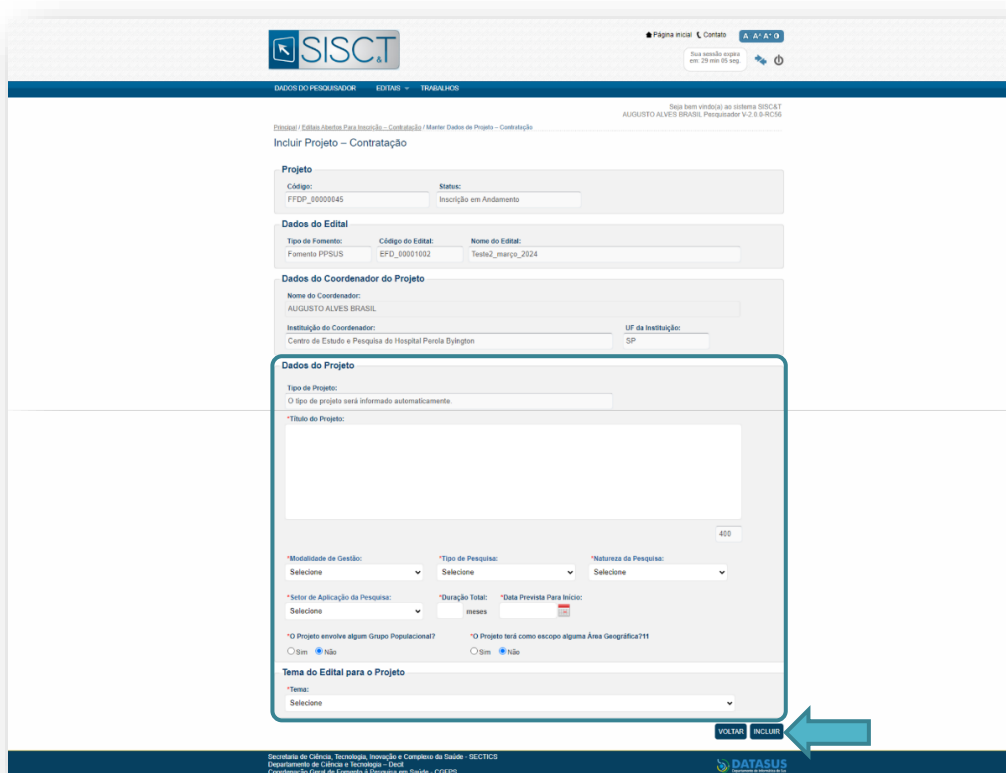 SISC&T
Página inicial Contato A A+ A-
Sua sessão expira
em: 29 min 05 seg.
DADOS DO PESQUISADOR EDITAIS TRABALHOS
Seja bem vindo(a) ao sistema SISC&T
AUGUSTO ALVES BRASIL Pesquisador V-2.0.0-RC56
Principal / Editais Abertos Para Inscrição – Contratação / Manter Dados de Projeto – Contratação
Incluir Projeto – Contratação
Projeto
Código: Status:
FFDP_00000045 Inscrição em Andamento
Dados do Edital
Tipo de Fomento: Código do Edital: Nome do Edital:
Fomento PPSUS EFD_00001002 Teste2_março_2024
Dados do Coordenador do Projeto
Nome do Coordenador:
AUGUSTO ALVES BRASIL
Instituição do Coordenador: UF da Instituição:
Centro de Estudo e Pesquisa do Hospital Perola Byington SP
Dados do Projeto
Tipo de Projeto:
O tipo de projeto será informado automaticamente.
*Título do Projeto:
400
*Modalidade de Gestão: *Tipo de Pesquisa: *Natureza da Pesquisa:
Selecione Selecione Selecione
*Setor de Aplicação da Pesquisa: *Duração Total: *Data Prevista Para Início:
Selecione meses
*O Projeto envolve algum Grupo Populacional? *O Projeto terá como escopo alguma Área Geográfica?11
Sim Não Sim Não
Tema do Edital para o Projeto
*Tema:
Selecione
VOLTAR INCLUIR
Secretaria de Ciência, Tecnologia, Inovação e Complexo da Saúde - SECTICS
Departamento de Ciência e Tecnologia – Decit
Coordenação Geral de Fomento à Pesquisa em Saúde - CGFPS
DATASUS